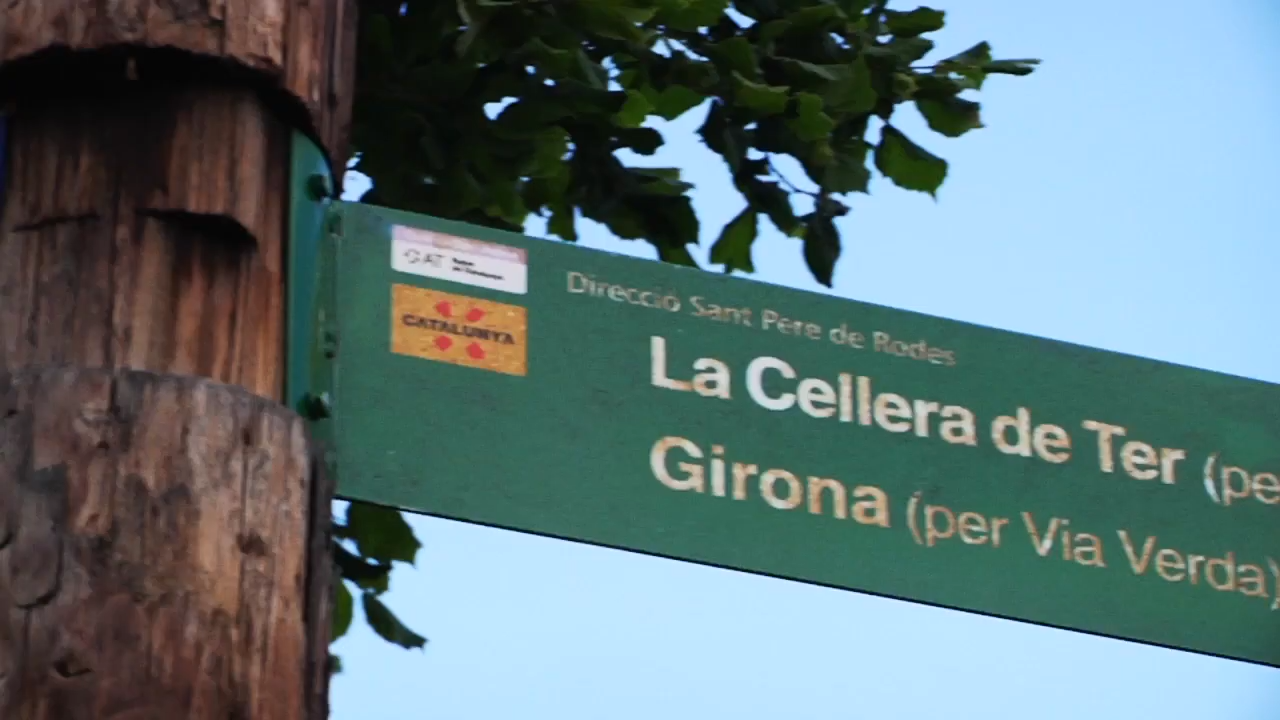 CATALUNYA
Direcció Sant Pere de Rodes
La Cellera de Ter (pe
Girona (per Via Verda)